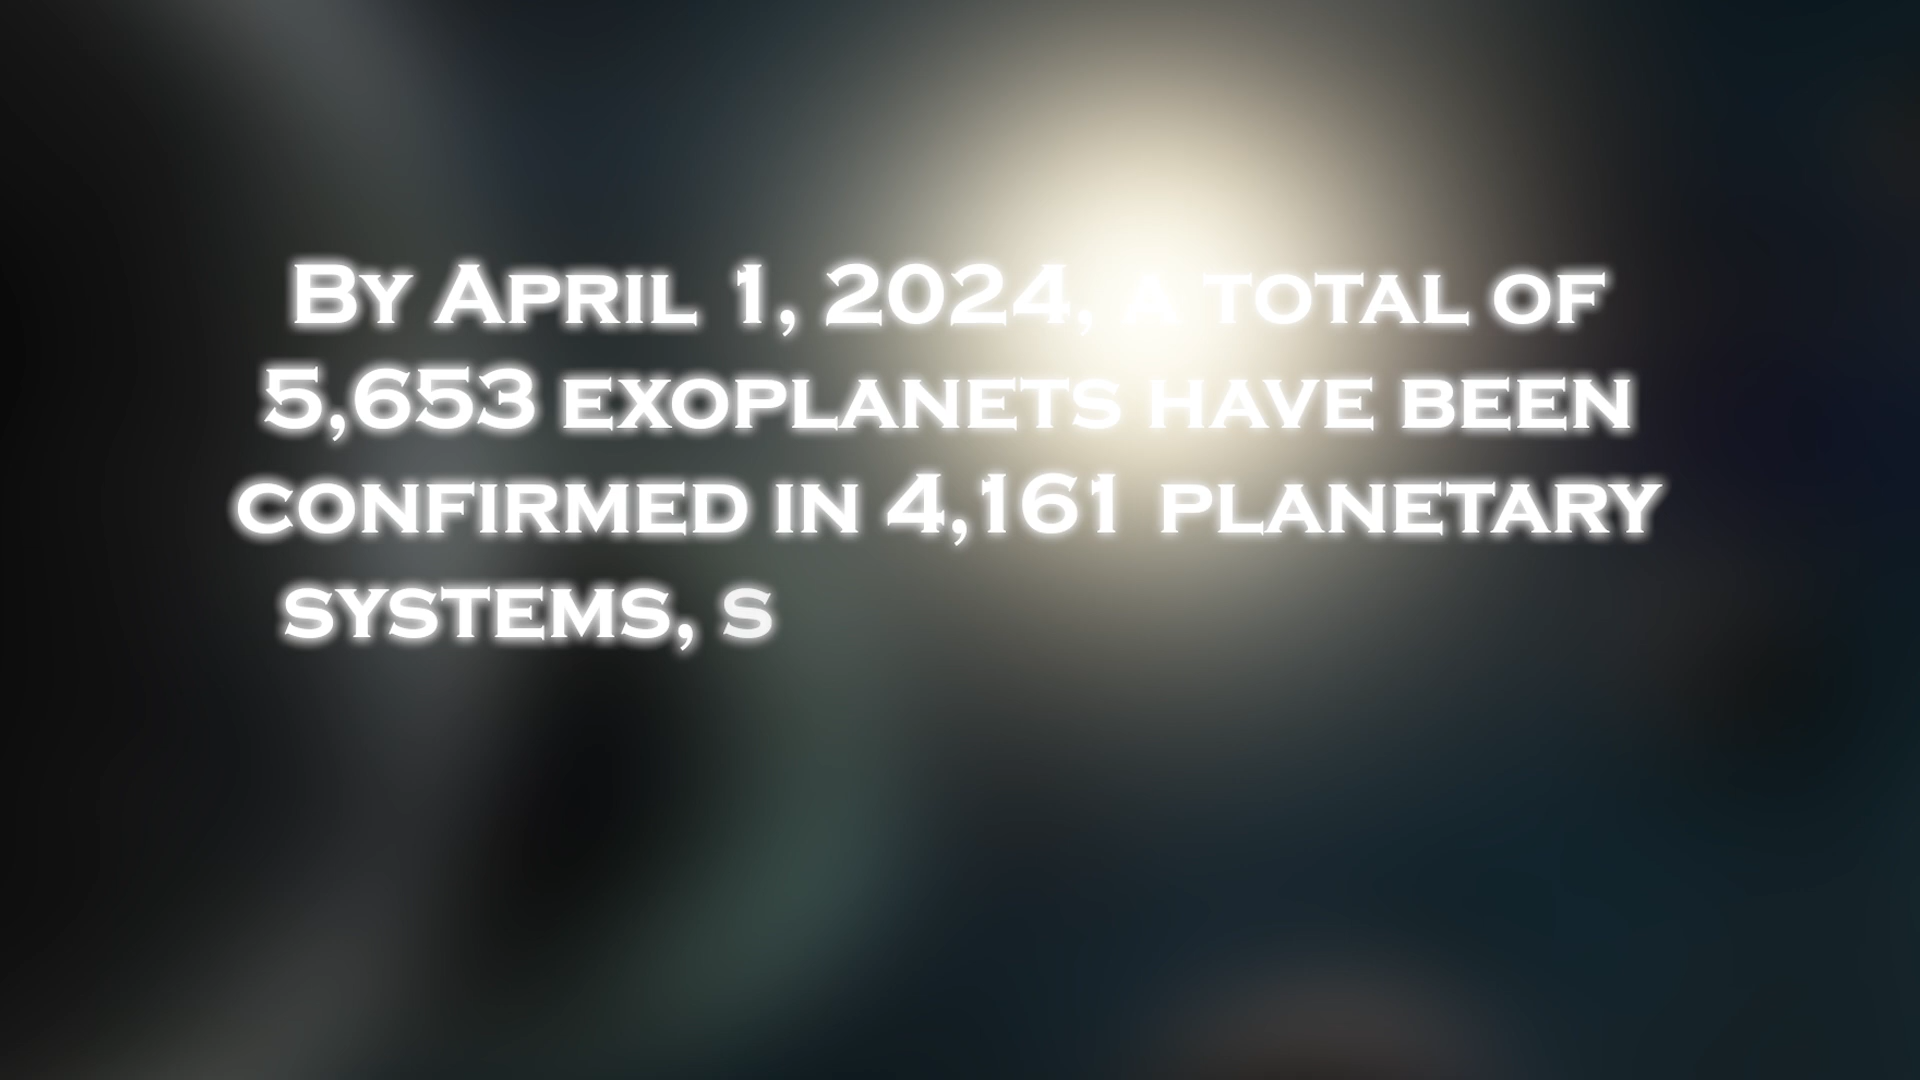 By April 1, 2024, a total of
5,653 exoplanets have been
confirmed in 4,161 planetary
systems, s